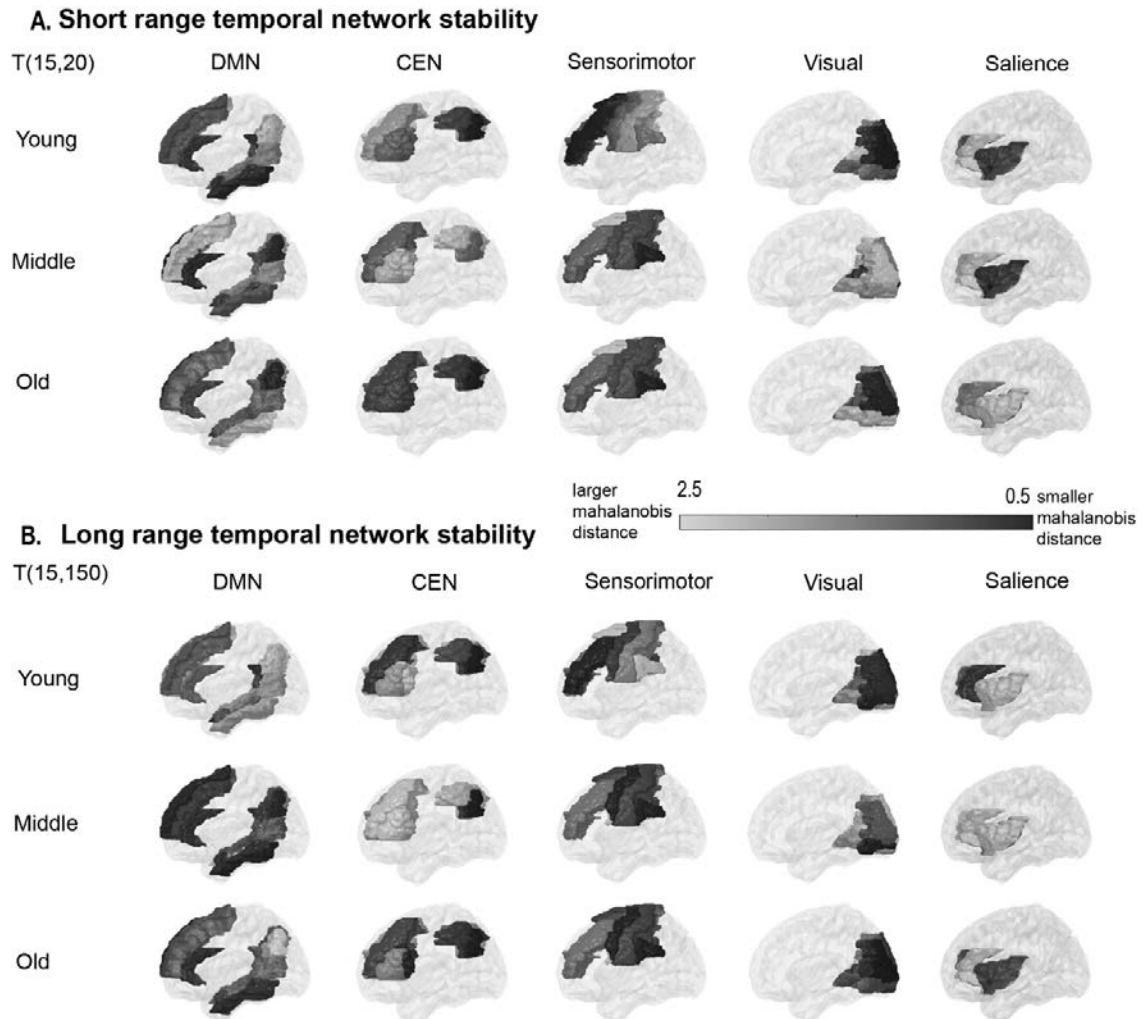 A. Short range temporal network stability
T(15,20)
DMN CEN Sensorimotor Visual Salience
Young
Middle
Old
larger mahalanobis distance 2.5 0.5 smaller mahalanobis distance
B. Long range temporal network stability
T(15,150)
DMN CEN Sensorimotor Visual Salience
Young
Middle
Old